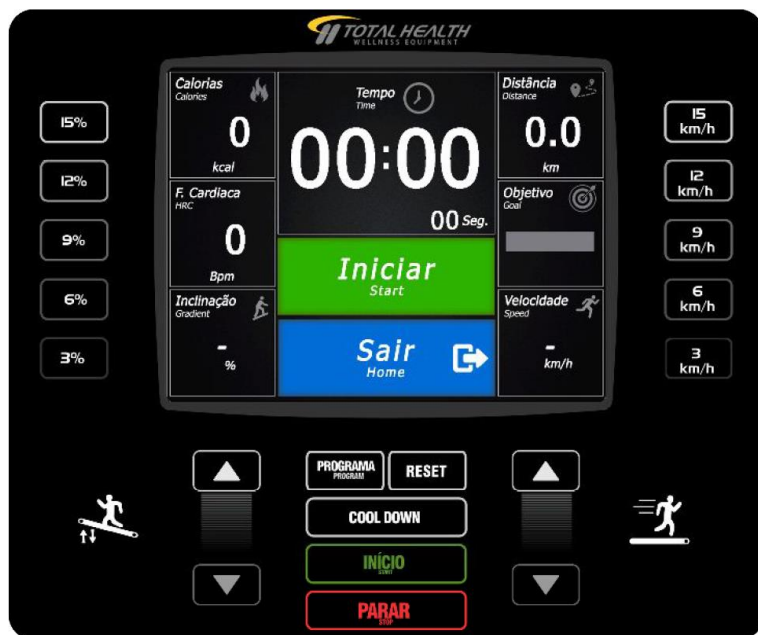 TOTAL HEALTH
WELLNESS EQUIPMENT
Calorias
Calories
0
kcal
Tempo
Time
00:00
00 Seg.
Distância
Distance
0.0
km
F. Cardiaca
HRC
0
Bpm
Objetivo
Goal
Iniciar
Start
Inclinação
Gradient
-
%
Sair
Home
Velocidade
Speed
-
km/h
15%
12%
9%
6%
3%
15
km/h
12
km/h
9
km/h
6
km/h
3
km/h
PROGRAMA
PROGRAM
RESET
COOL DOWN
INÍCIO
START
PARAR
STOP